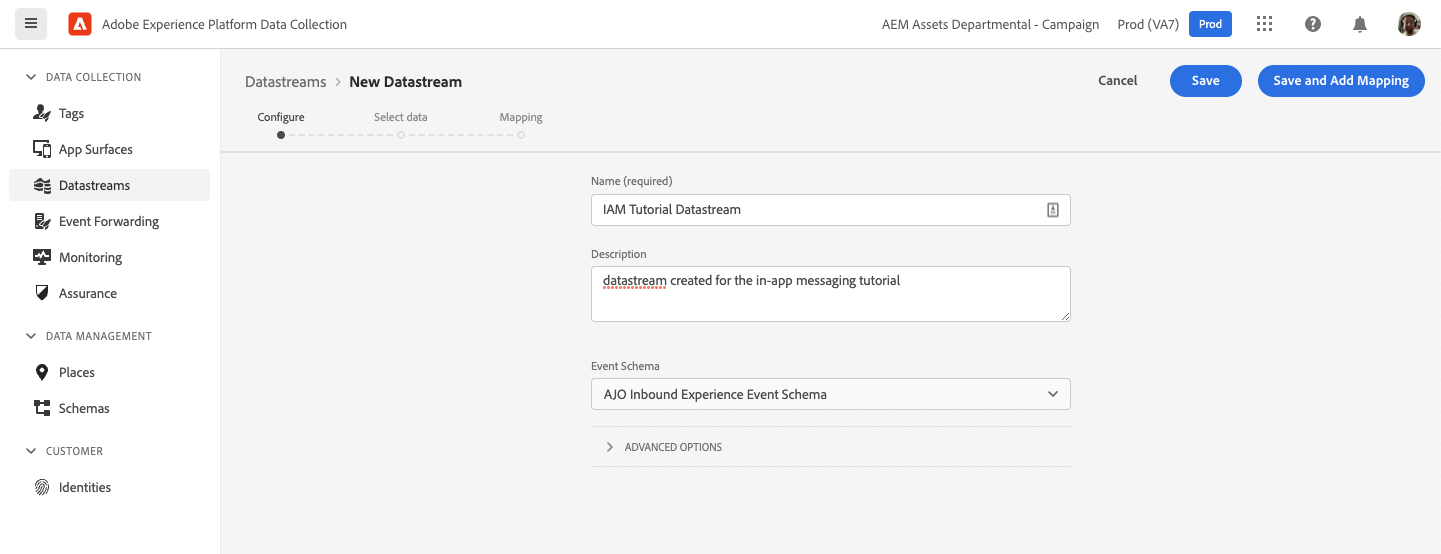 Adobe Experience Platform Data Collection
AEM Assets Departmental - Campaign
Prod (VA7)
Prod
DATA COLLECTION
Tags
App Surfaces
Datastreams
Event Forwarding
Monitoring
Assurance
DATA MANAGEMENT
Places
Schemas
CUSTOMER
Identities
Datastreams > New Datastream
Cancel
Save
Save and Add Mapping
Configure
Select data
Mapping
Name (required)
IAM Tutorial Datastream
Description
datastream created for the in-app messaging tutorial
Event Schema
AJO Inbound Experience Event Schema
ADVANCED OPTIONS